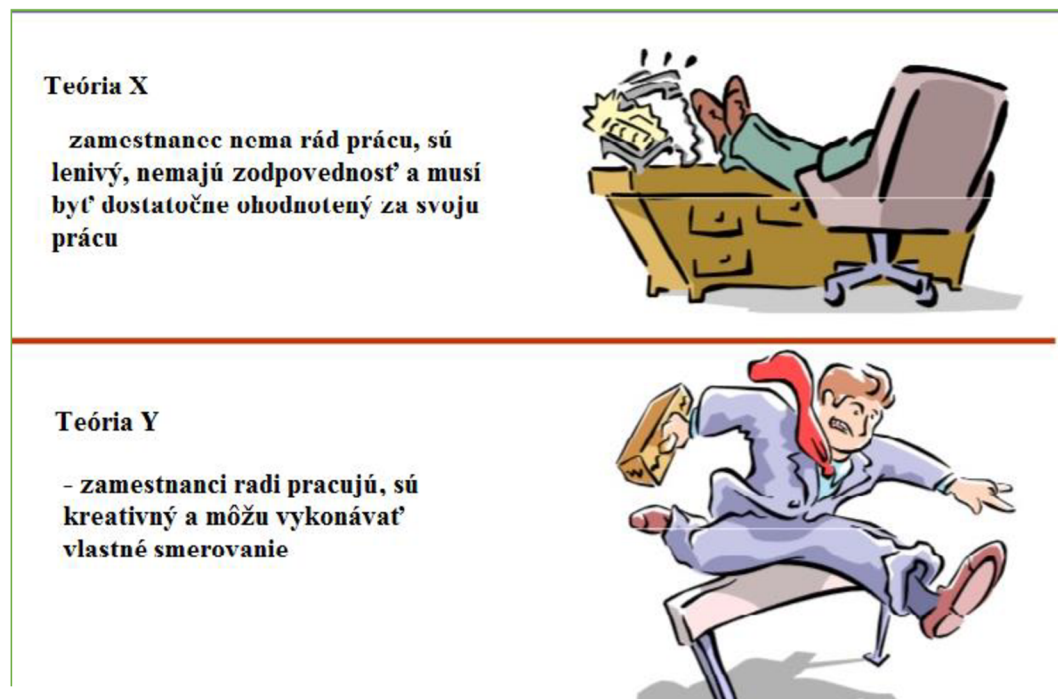 Teória X
zamestnanec nema rád prácu, sú
lenivý, nemajú zodpovednosť a musí
byť dostatočne ohodnotený za svoju
prácu
Teória Y
- zamestnanci radi pracujú, sú
kreatívný a môžu vykonávať
vlastné smerovanie